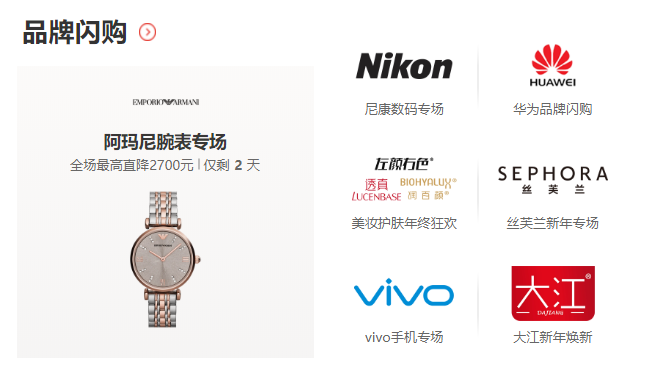 品牌闪购
EMPORIO ARMANI
阿玛尼腕表专场
全场最高直降2700元 | 仅剩 2 天
Nikon
尼康数码专场
HUAWEI
华为品牌闪购
左颜右色
透真
LUCENBASE
BIOHYALUX®
润百颜®
美妆护肤年终狂欢
SEPHORA
丝芙兰
丝芙兰新年专场
vivo
vivo手机专场
大江®
DAJIANG
大江新年焕新